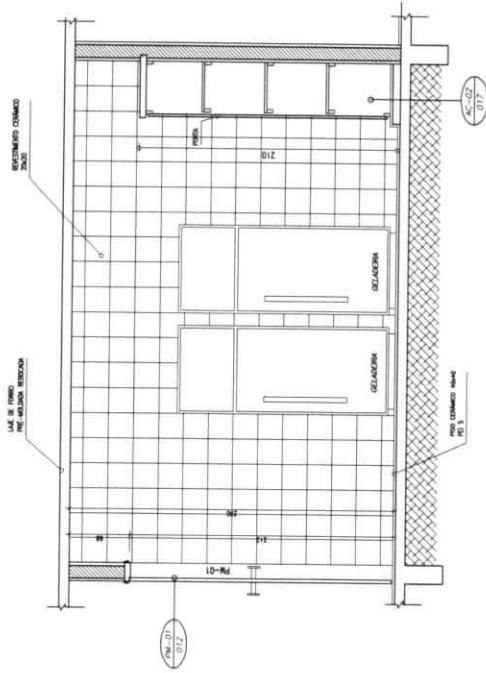 LAJE DE FORRO
PRÉ-MOLDADA REBOCADA
REVESTIMENTO CERÂMICO
20x20
PORTA
210
AC-02
017
GELADEIRA
GELADEIRA
212
PM-01
PM-01
012
PISO CERÂMICO 40x40
PEI 5